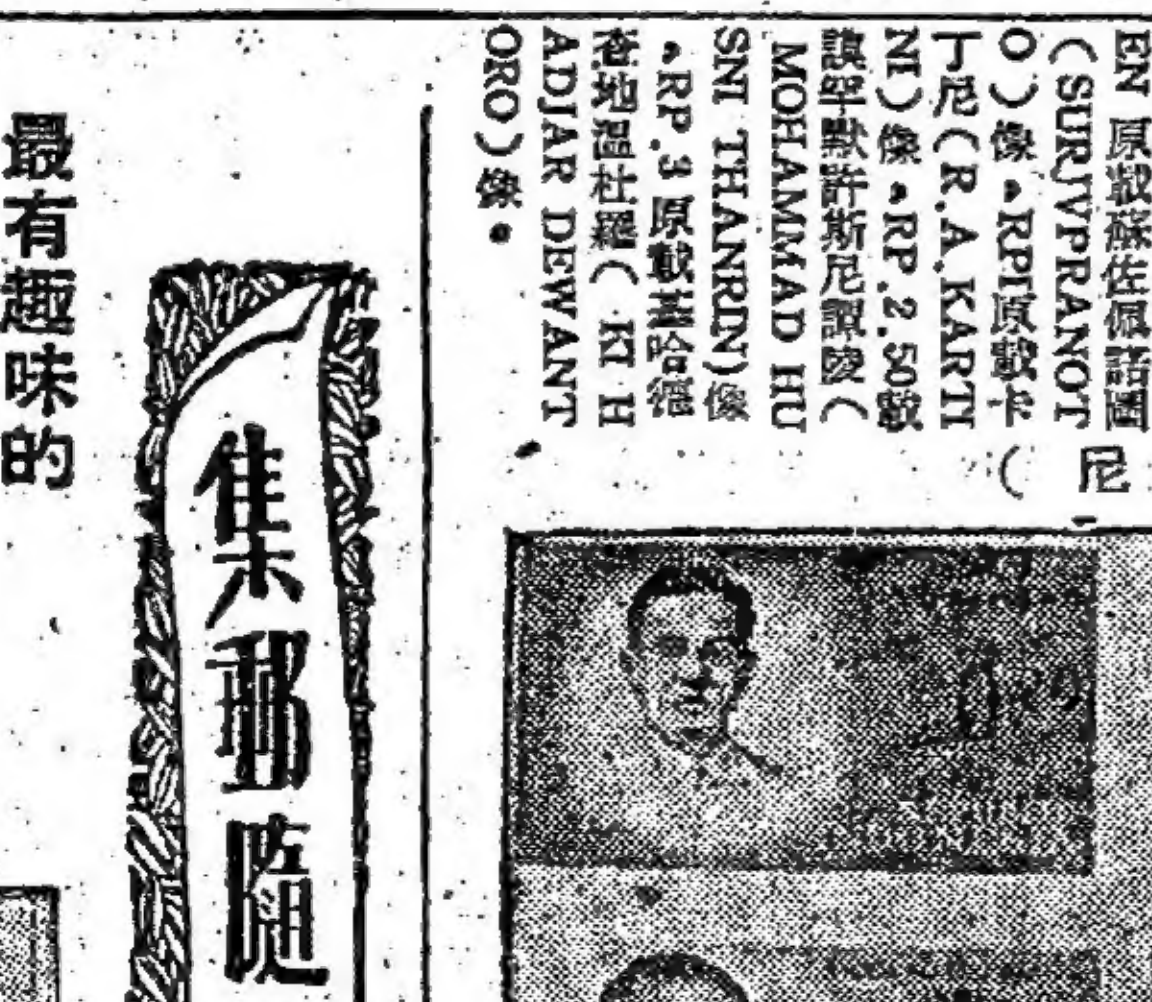 EN 原載蘇佐佩諾圖
(SURJVPRANOT
O)像。RP1原載
丁尼(R.A.KARTI
NI)像。RP.2.50載
謨罕默許斯尼譚陵(
MOHAMMAD HU
SNI THANRIN)像
。RP.3原載基哈德
查地溫杜羅(KI H
ADJAR DEWANT
ORO)像。
尼
(
集郵隨
最有趣味的